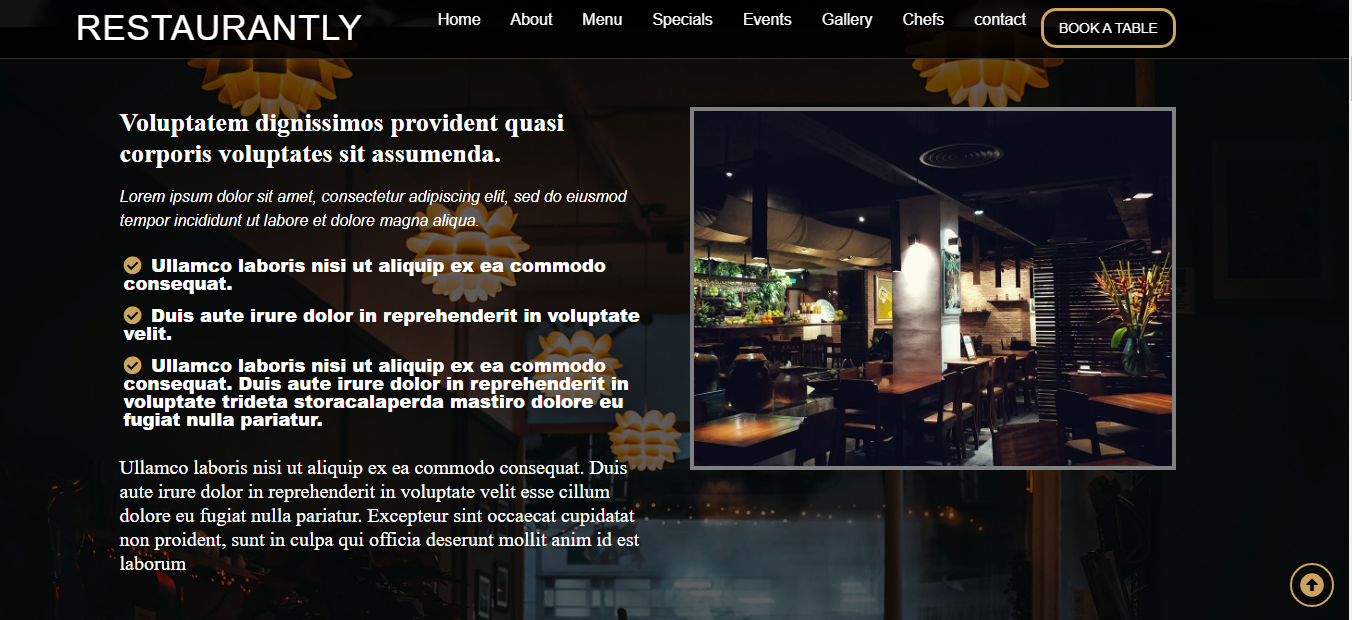 RESTAURANTLY
Home About Menu Specials Events Gallery Chefs contact BOOK A TABLE
Voluptatem dignissimos provident quasi
corporis voluptates sit assumenda.
Lorem ipsum dolor sit amet, consectetur adipiscing elit, sed do eiusmod
tempor incididunt ut labore et dolore magna aliqua.
Ullamco laboris nisi ut aliquip ex ea commodo
consequat.
Duis aute irure dolor in reprehenderit in voluptate
velit.
Ullamco laboris nisi ut aliquip ex ea commodo
consequat. Duis aute irure dolor in reprehenderit in
voluptate trideta storacalaperda mastiro dolore eu
fugiat nulla pariatur.
Ullamco laboris nisi ut aliquip ex ea commodo consequat. Duis
aute irure dolor in reprehenderit in voluptate velit esse cillum
dolore eu fugiat nulla pariatur. Excepteur sint occaecat cupidatat
non proident, sunt in culpa qui officia deserunt mollit anim id est
laborum